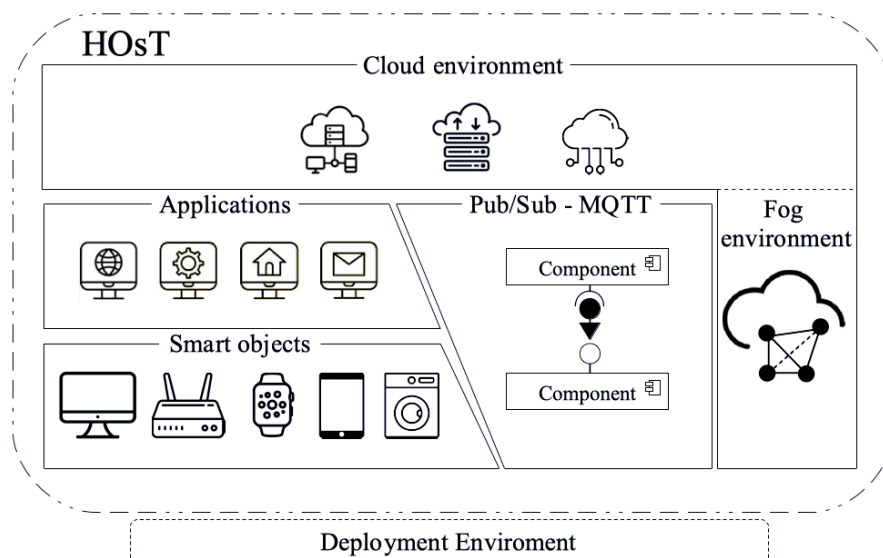 HOsT
Cloud environment
Applications
Pub/Sub - MQTT
Fog
environment
Component
Component
Smart objects
Deployment Enviroment